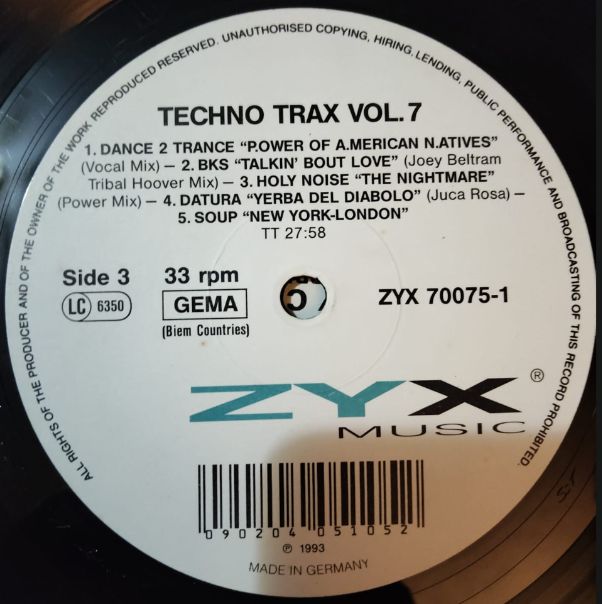 ALL RIGHTS OF THE PRODUCER AND OF THE OWNER OF THE WORK REPRODUCED RESERVED. UNAUTHORISED COPYING, HIRING, LENDING, PUBLIC PERFORMANCE AND BROADCASTING OF THIS RECORD PROHIBITED.
TECHNO TRAX VOL.7
1. DANCE 2 TRANCE “P.OWER OF A.MERICAN N.ATIVES”
(Vocal Mix) – 2. BKS “TALKIN' BOUT LOVE” (Joey Beltram
Tribal Hoover Mix) – 3. HOLY NOISE “THE NIGHTMARE”
(Power Mix) – 4. DATURA “YERBA DEL DIABOLO” (Juca Rosa) –
5. SOUP “NEW YORK-LONDON”
TT 27:58
Side 3 33 rpm
LC 6350 GEMA
(Biem Countries)
ZYX 70075-1
ZYX ®
MUSIC
0 90204 05105 2
℗ 1993
MADE IN GERMANY